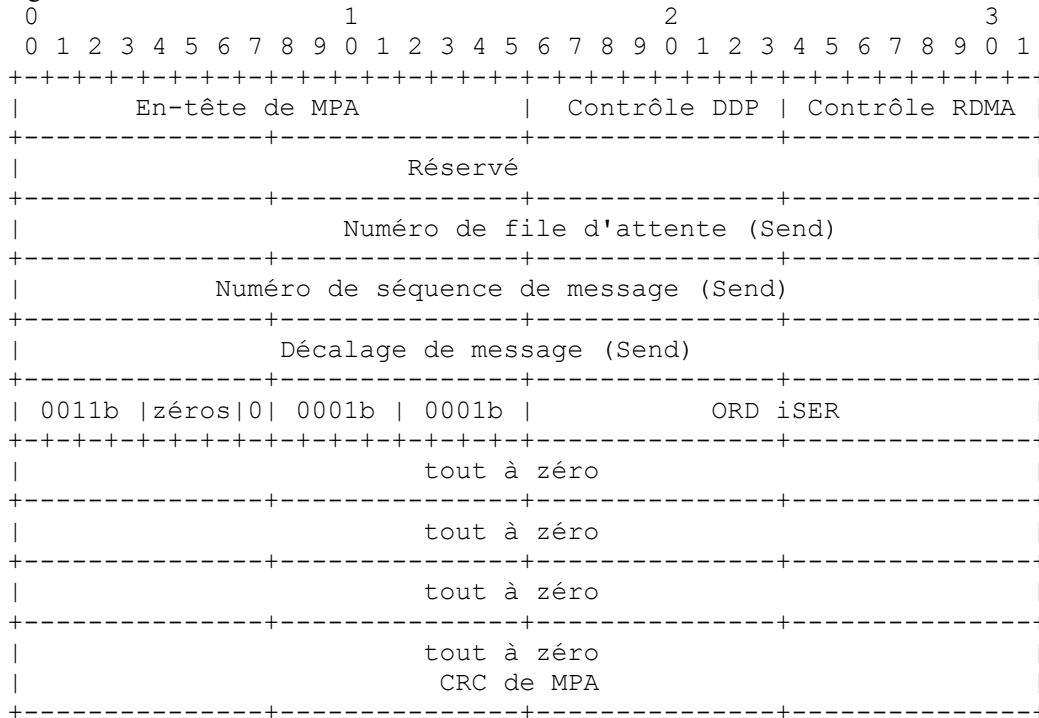 0 1 2 3
0 1 2 3 4 5 6 7 8 9 0 1 2 3 4 5 6 7 8 9 0 1 2 3 4 5 6 7 8 9 0 1
+-+-+-+-+-+-+-+-+-+-+-+-+-+-+-+-+-+-+-+-+-+-+-+-+-+-+-+-+-+-+-+-+
| En-tête de MPA | Contrôle DDP | Contrôle RDMA |
+---------------+---------------+---------------+---------------+
| Réservé |
+---------------+---------------+---------------+---------------+
| Numéro de file d'attente (Send) |
+---------------+---------------+---------------+---------------+
| Numéro de séquence de message (Send) |
+---------------+---------------+---------------+---------------+
| Décalage de message (Send) |
+---------------+---------------+---------------+---------------+
| 0011b |zéros|0| 0001b | 0001b | ORD iSER |
+-+-+-+-+-+-+-+-+-+-+-+-+-+-+-+-+---------------+---------------+
| tout à zéro |
+---------------+---------------+---------------+---------------+
| tout à zéro |
+---------------+---------------+---------------+---------------+
| tout à zéro |
+---------------+---------------+---------------+---------------+
| tout à zéro |
| CRC de MPA |
+---------------+---------------+---------------+---------------+